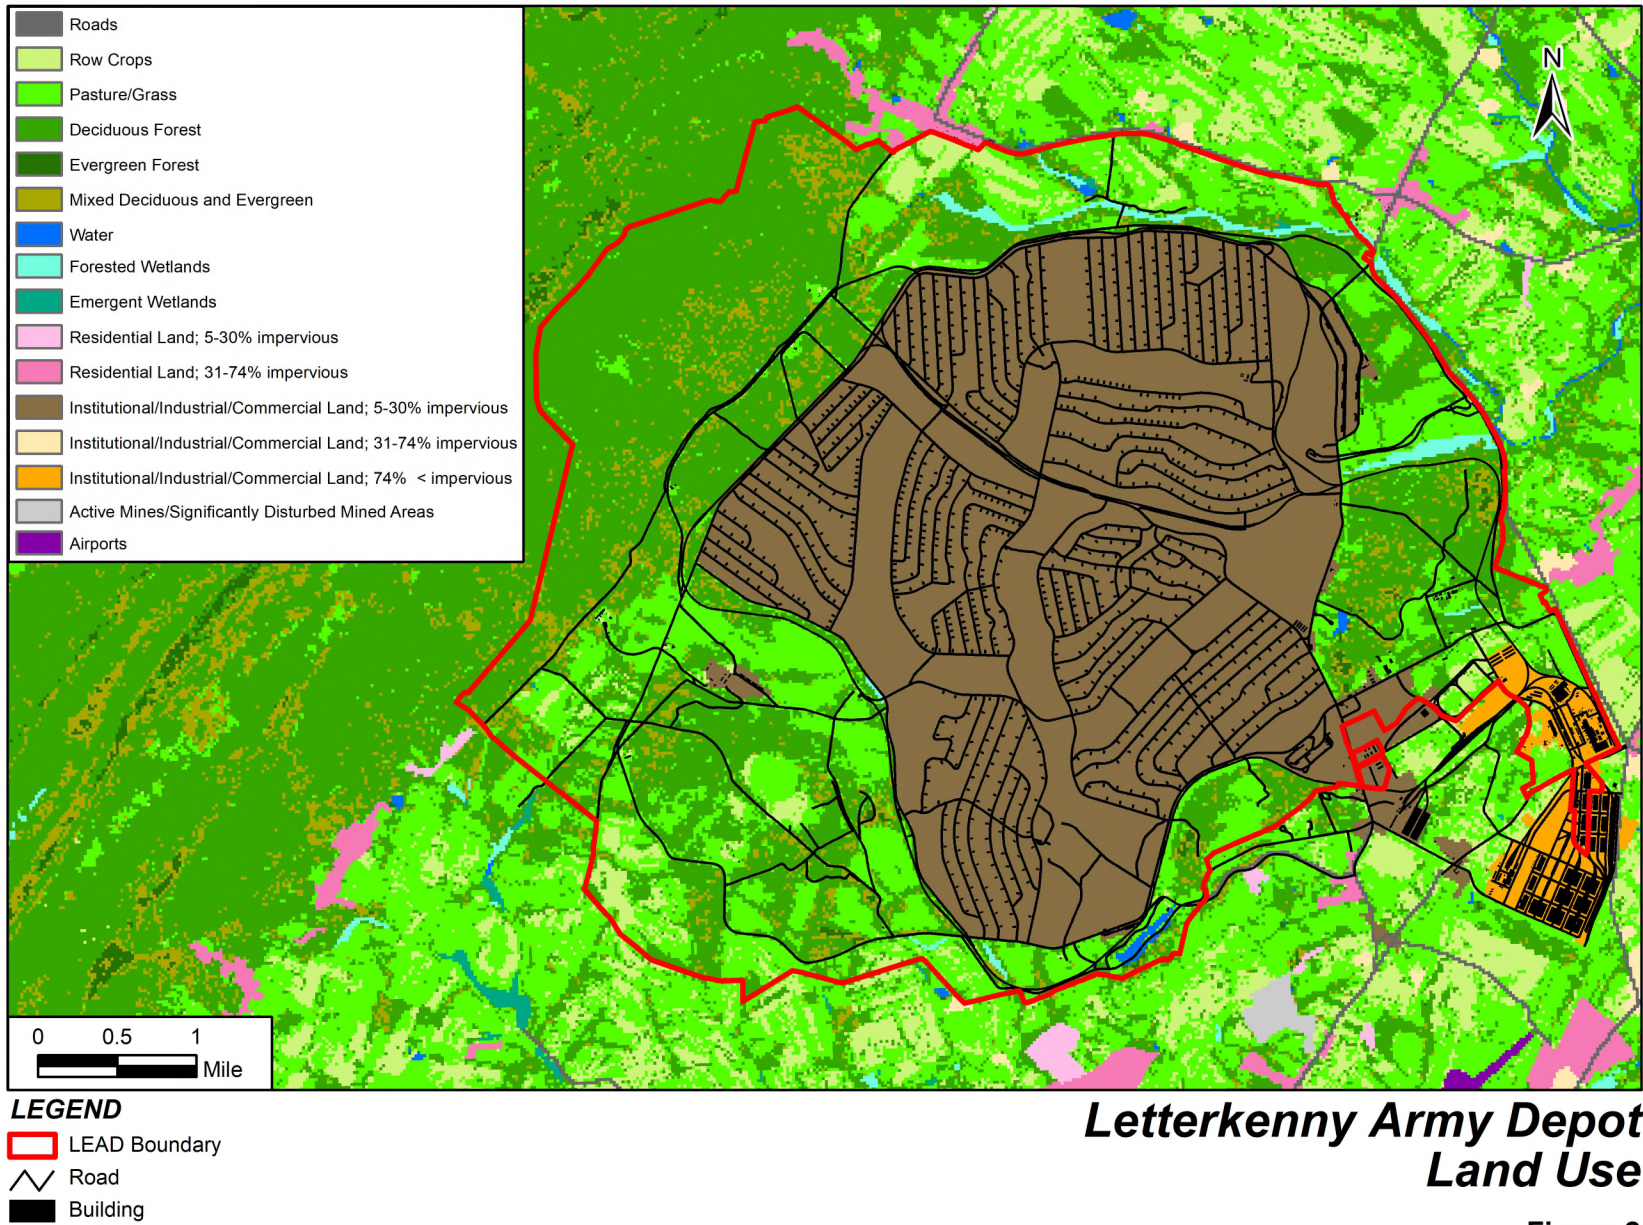 Roads
Row Crops
Pasture/Grass
Deciduous Forest
Evergreen Forest
Mixed Deciduous and Evergreen
Water
Forested Wetlands
Emergent Wetlands
Residential Land; 5-30% impervious
Residential Land; 31-74% impervious
Institutional/Industrial/Commercial Land; 5-30% impervious
Institutional/Industrial/Commercial Land; 31-74% impervious
Institutional/Industrial/Commercial Land; 74% < impervious
Active Mines/Significantly Disturbed Mined Areas
Airports
N
0 0.5 1
Mile
LEGEND
LEAD Boundary
Road
Building
Letterkenny Army Depot
Land Use